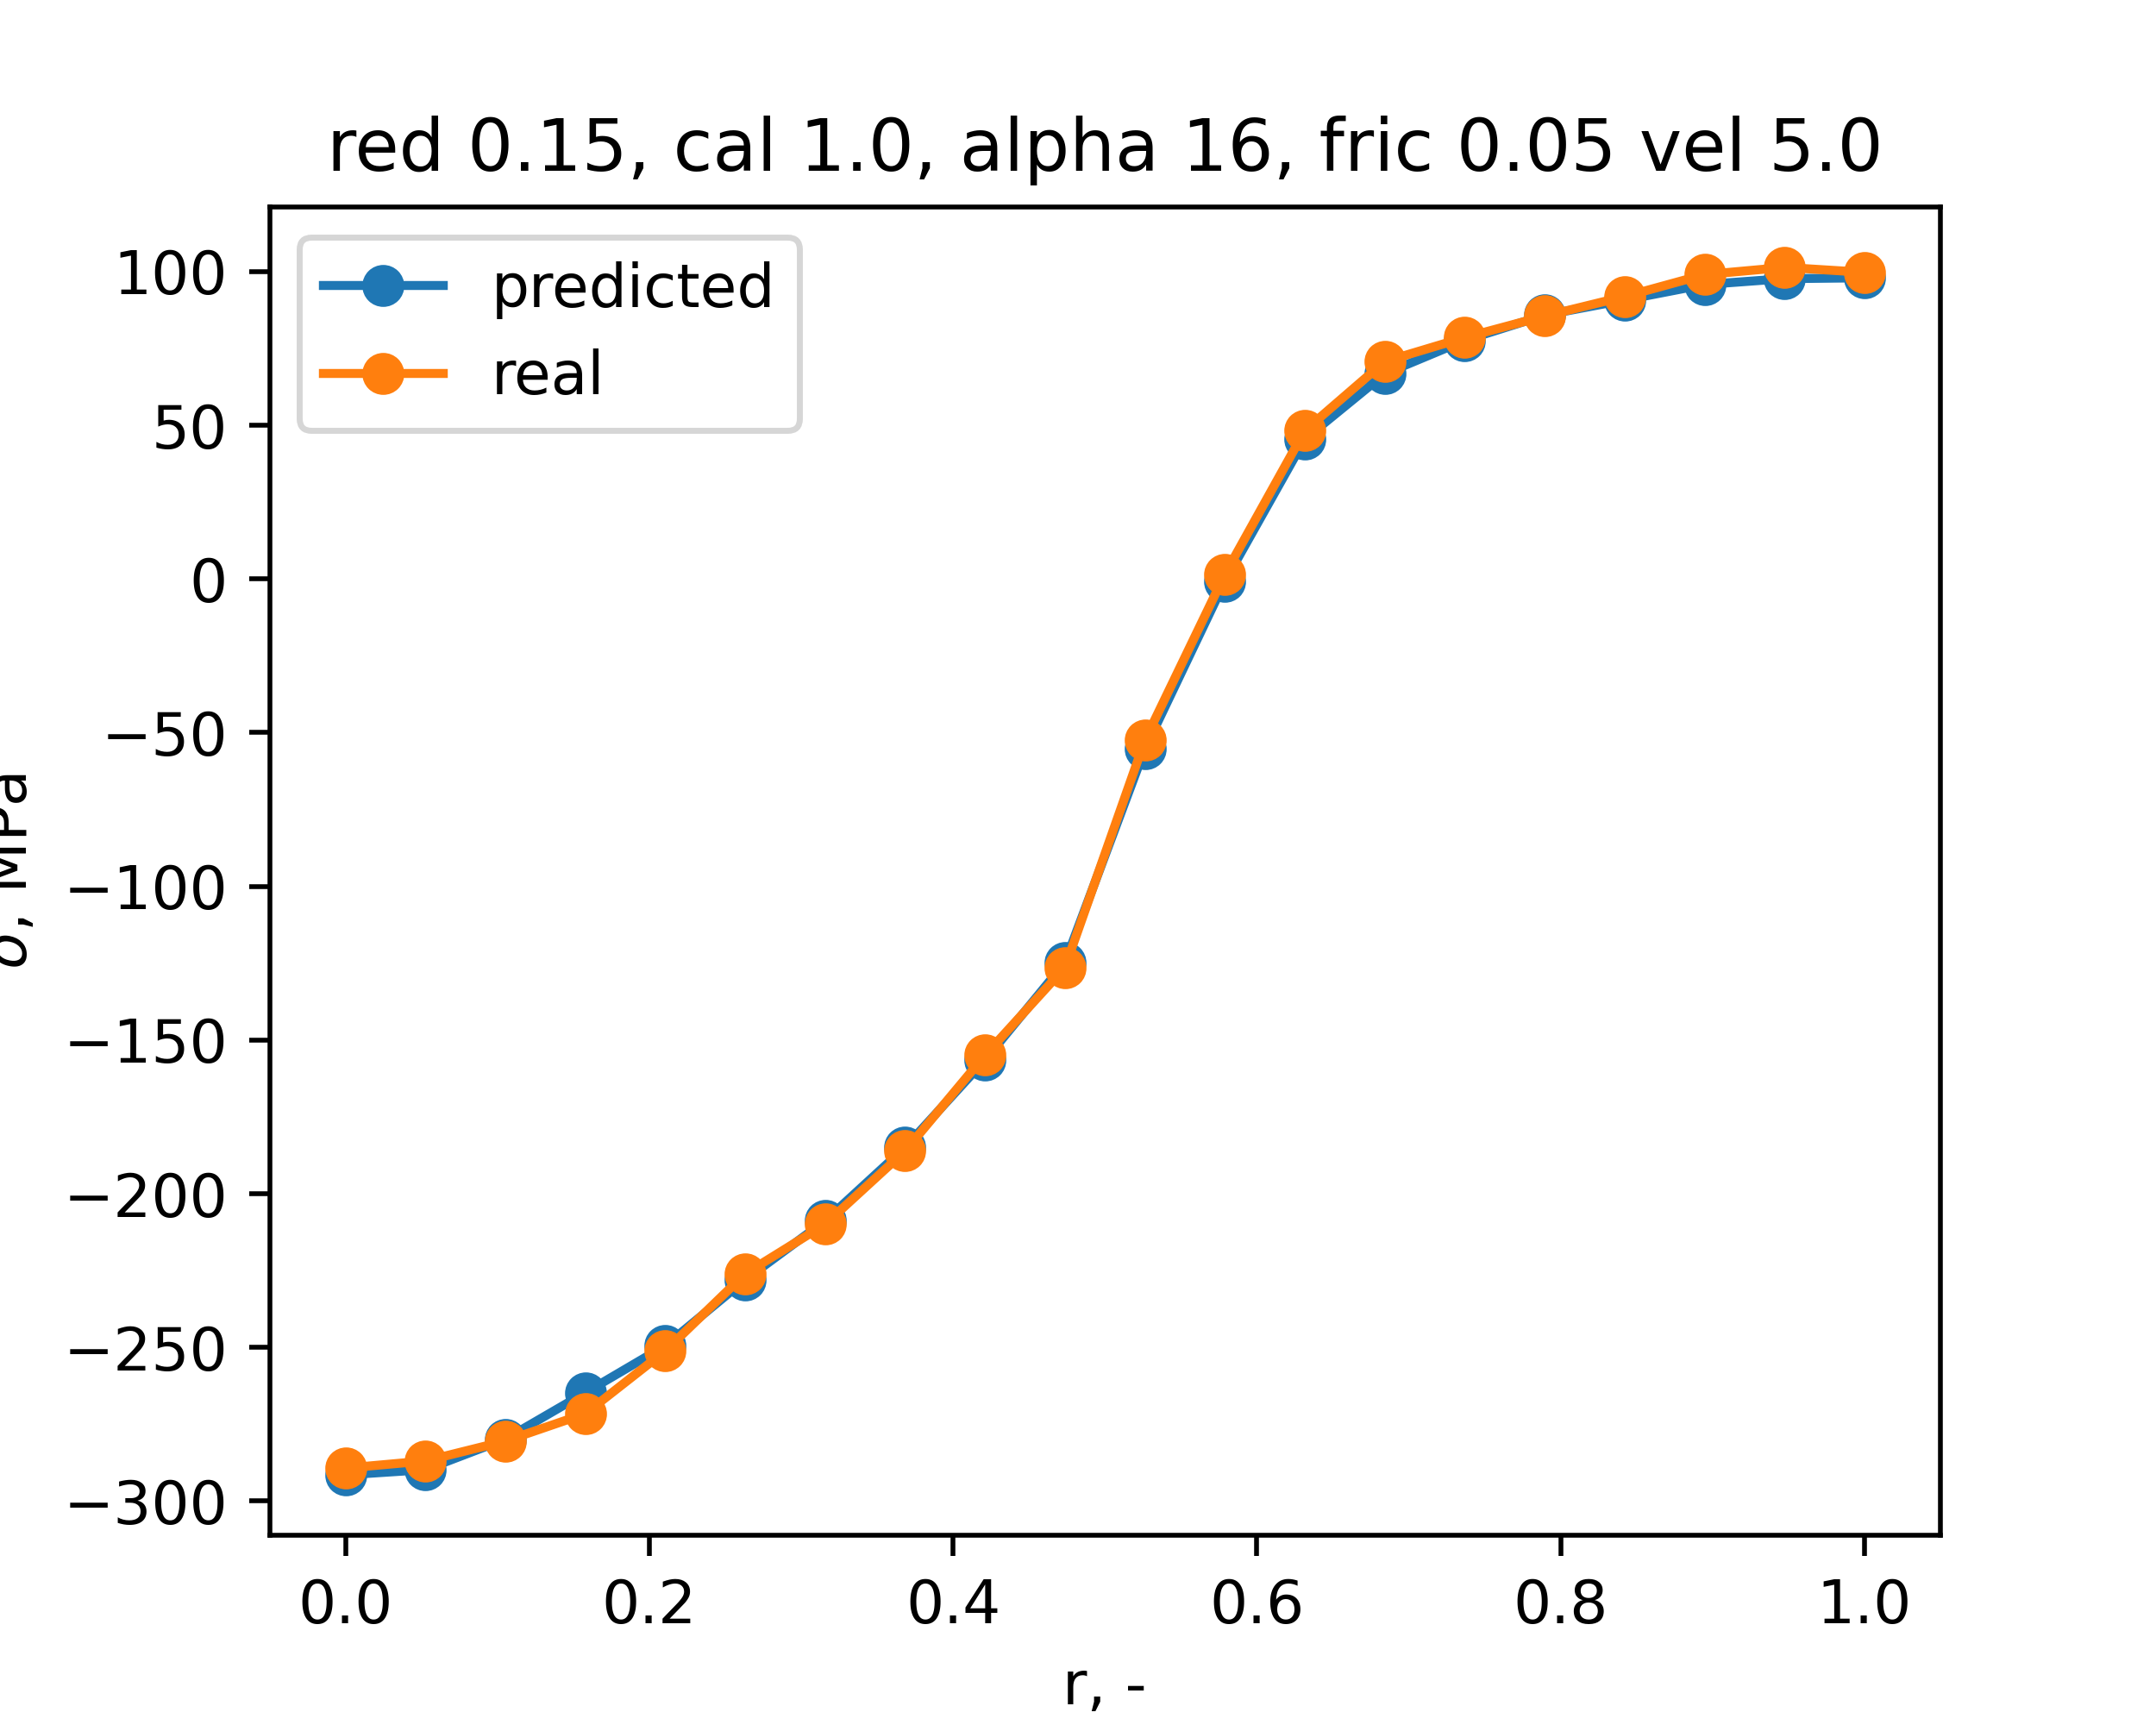 red 0.15, cal 1.0, alpha 16, fric 0.05 vel 5.0
predicted
real
100
50
0
−50
−100
−150
−200
−250
−300
σ, MPa
0.0 0.2 0.4 0.6 0.8 1.0
r, -